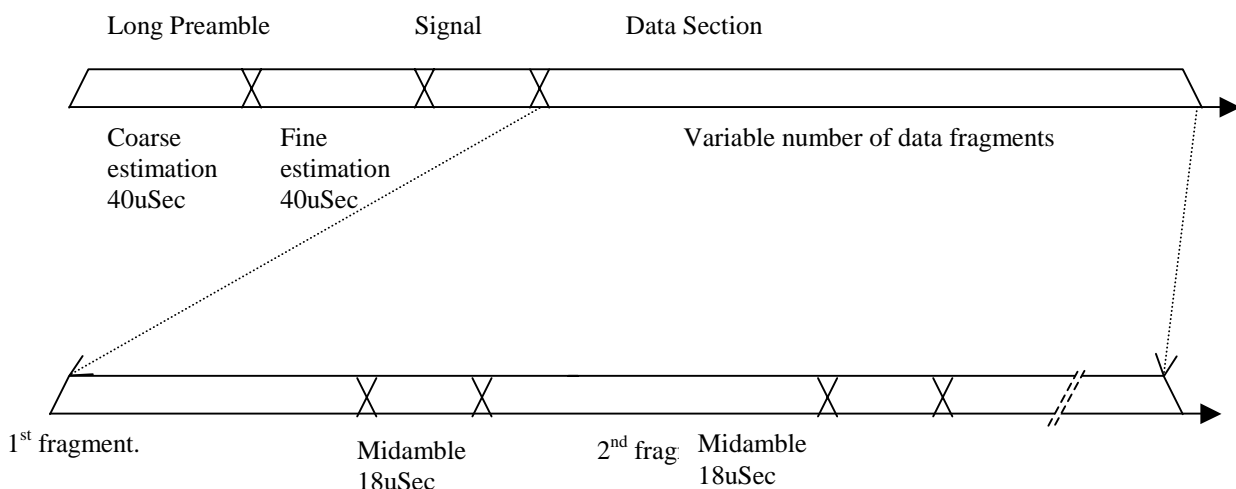 Long Preamble
Signal
Data Section
Coarse
estimation
40uSec
Fine
estimation
40uSec
Variable number of data fragments
1st fragment.
Midamble
18uSec
2nd frag
Midamble
18uSec